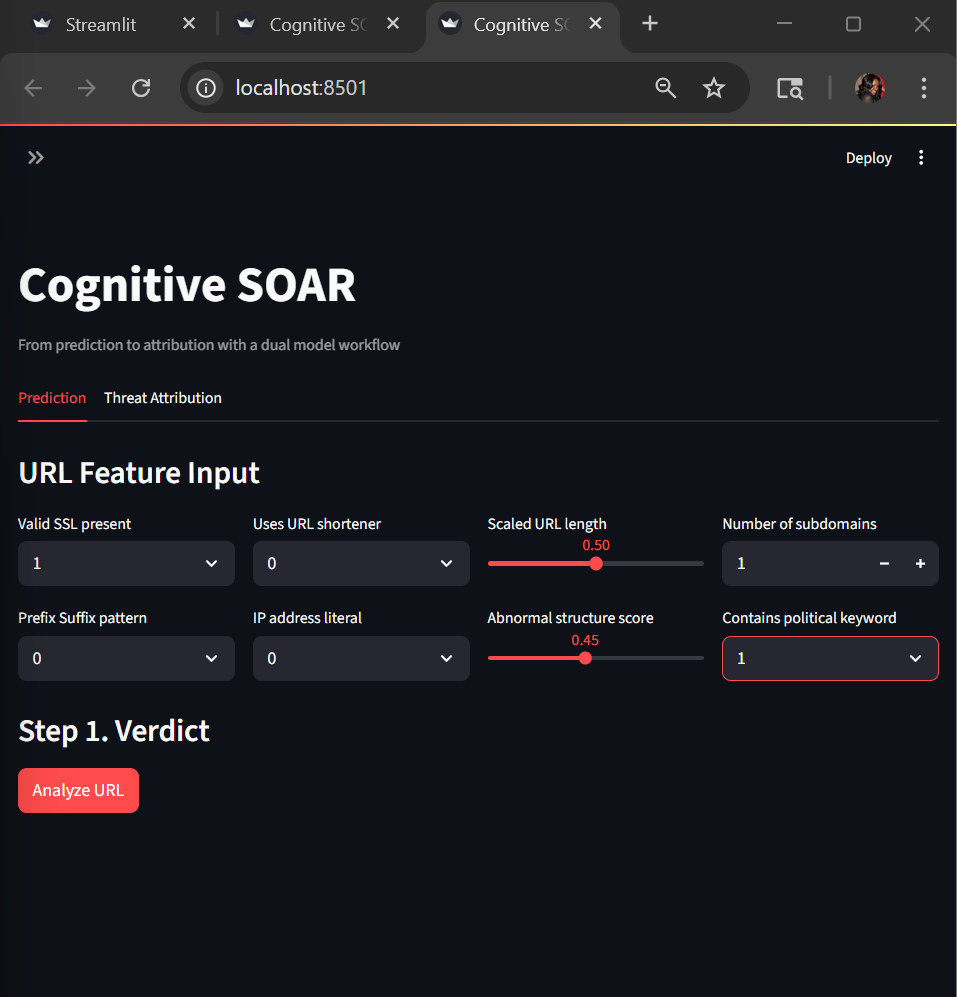 Streamlit
Cognitive SO
Cognitive SO
localhost:8501
Deploy
Cognitive SOAR
From prediction to attribution with a dual model workflow
Prediction Threat Attribution
URL Feature Input
Valid SSL present Uses URL shortener Scaled URL length Number of subdomains
1 0 0.50 1
Prefix Suffix pattern IP address literal Abnormal structure score Contains political keyword
0 0 0.45 1
Step 1. Verdict
Analyze URL